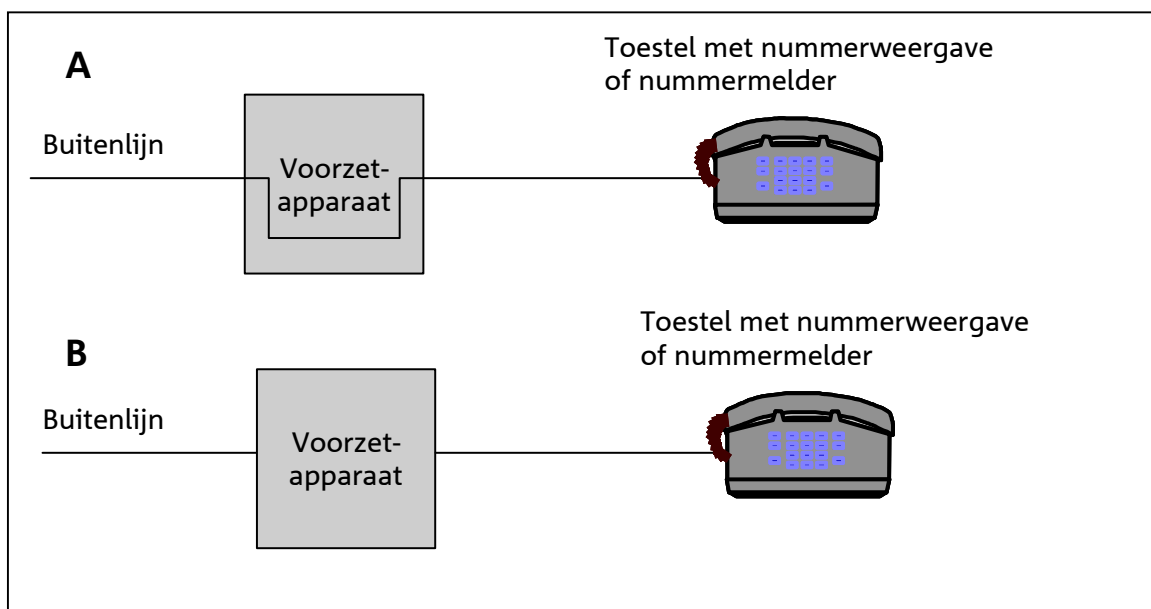 A
Toestel met nummerweergave
of nummermelder
Buitenlijn
Voorzet-
apparaat
B
Toestel met nummerweergave
of nummermelder
Buitenlijn
Voorzet-
apparaat